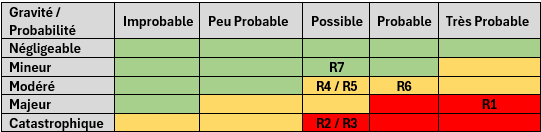 Gravité / Probabilité Improbable Peu Probable Possible Probable Très Probable
Négligeable
Mineur R7
Modéré R4 / R5 R6
Majeur R1
Catastrophique R2 / R3